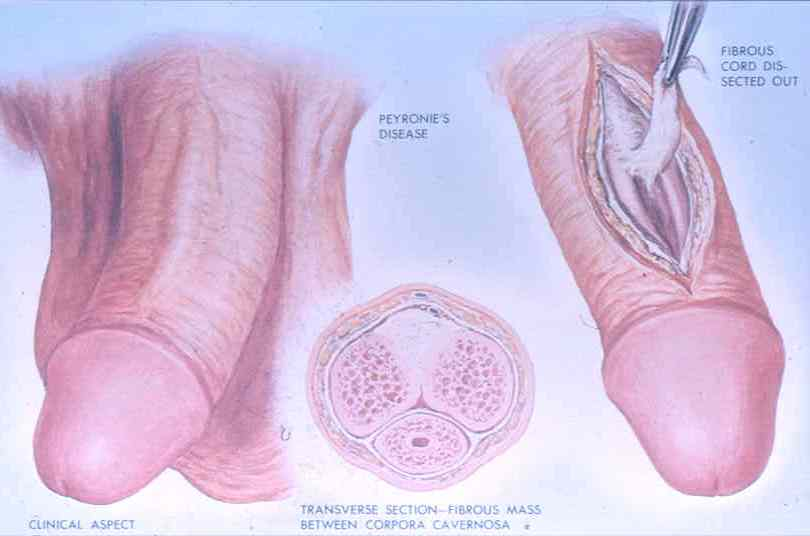 PEYRONIE'S
DISEASE
FIBROUS
CORD DIS-
SECTED OUT
CLINICAL ASPECT
TRANSVERSE SECTION—FIBROUS MASS
BETWEEN CORPORA CAVERNOSA